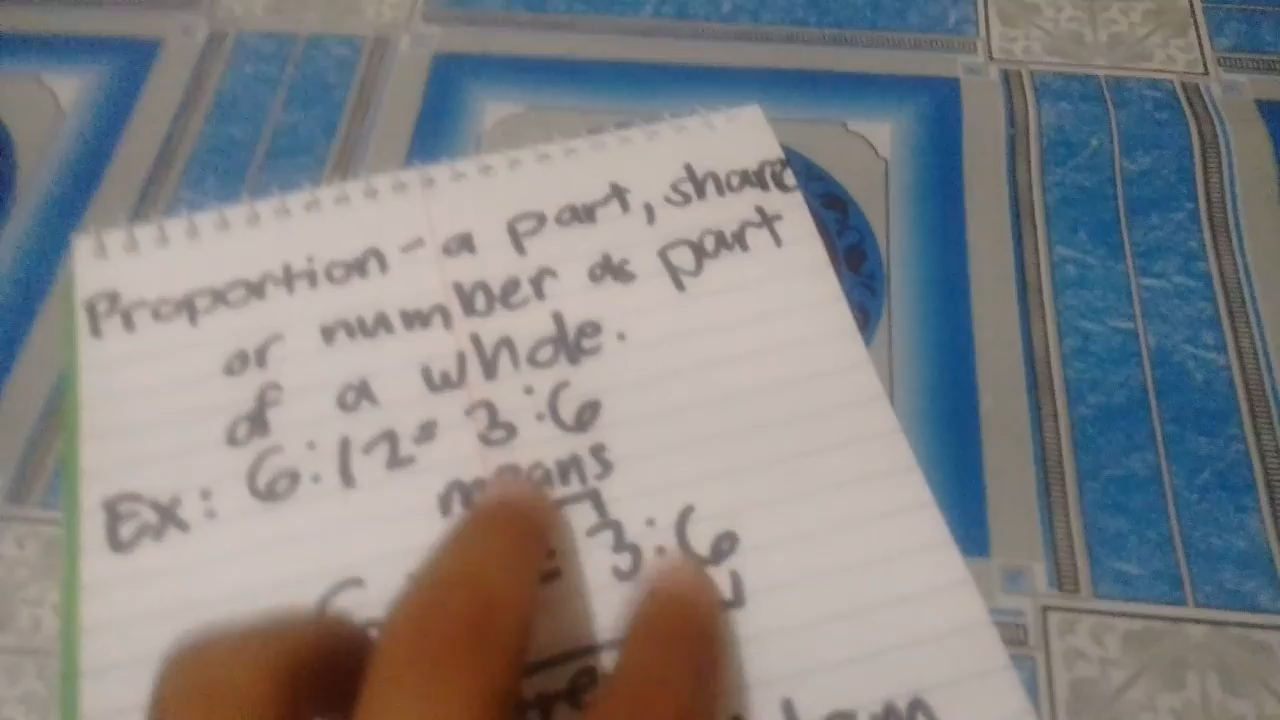 Proportion - a part, share
or number as part
of a whole.
Ex: 6:12 = 3:6
means
3:6